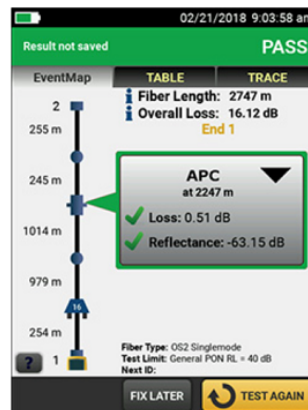 02/21/2018 9:03:58 am
Result not saved
PASS
EventMap
TABLE
TRACE
Fiber Length: 2747 m
Overall Loss: 16.12 dB
End 1
2
255 m
245 m
APC
at 2247 m
Loss: 0.51 dB
Reflectance: -63.15 dB
1014 m
979 m
16
254 m
? 1
Fiber Type: OS2 Singlemode
Test Limit: General PON RL = 40 dB
Next ID:
FIX LATER
TEST AGAIN